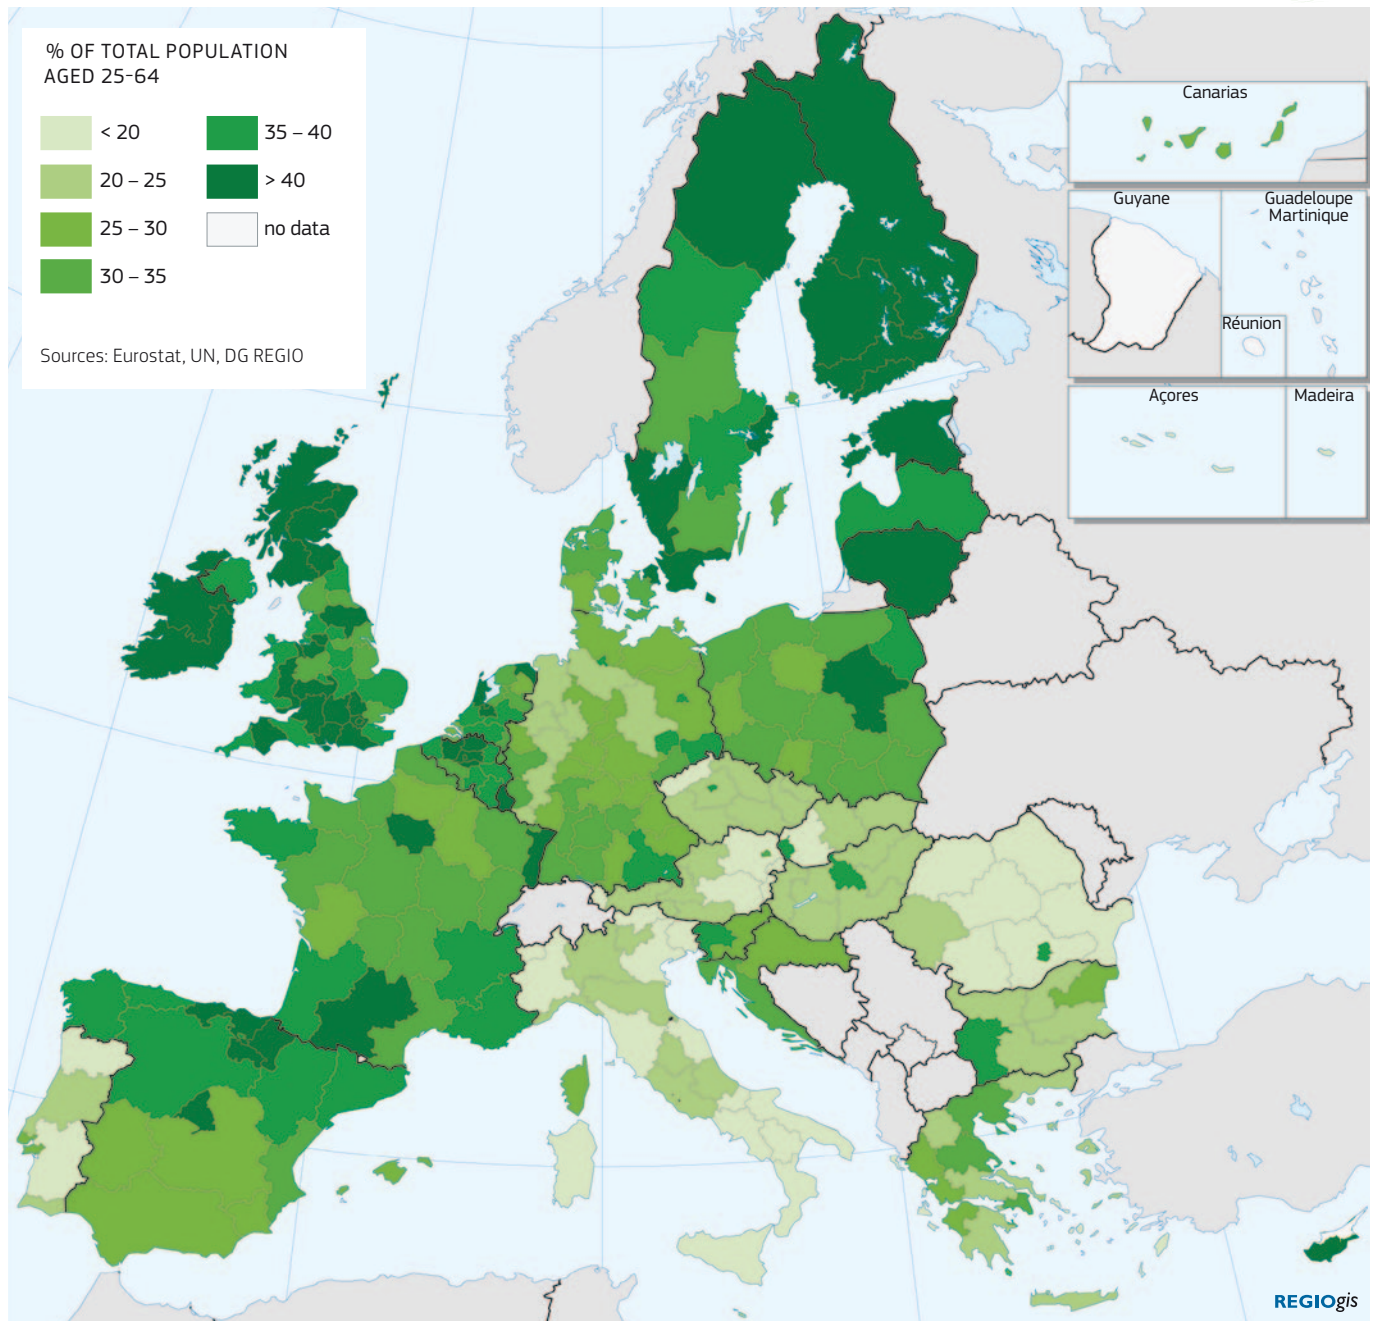 % OF TOTAL POPULATION
AGED 25-64
< 20
20 – 25
25 – 30
30 – 35
35 – 40
> 40
no data
Sources: Eurostat, UN, DG REGIO
Canarias
Guyane
Guadeloupe
Martinique
Réunion
Açores
Madeira
REGIOgis